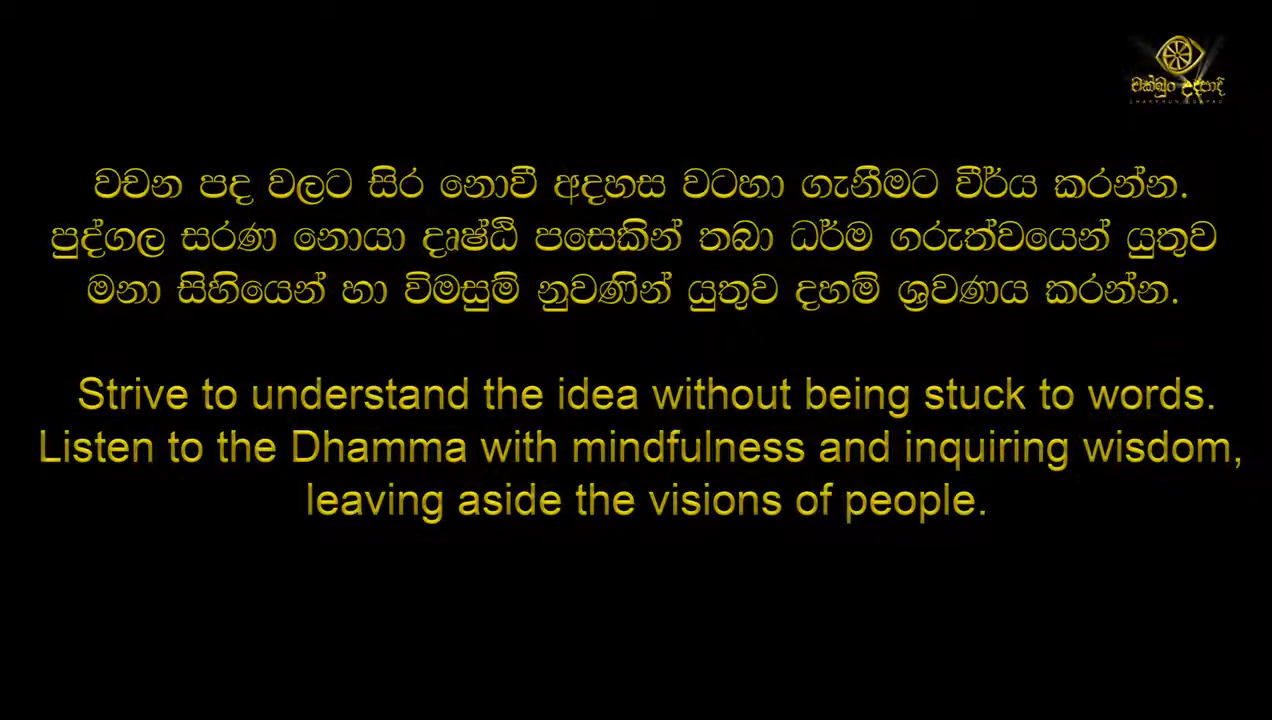 චක්ඛුං උදපාදි
වචන පද වලට සිර නොවී අදහස වටහා ගැනීමට වීර්ය කරන්න.
පුද්ගල සරණ නොයා දෘෂ්ඨි පසෙකින් තබා ධර්ම ගරුත්වයෙන් යුතුව
මනා සිහියෙන් හා විමසුම් නුවණින් යුතුව දහම් ශ්‍රවණය කරන්න.
Strive to understand the idea without being stuck to words.
Listen to the Dhamma with mindfulness and inquiring wisdom,
leaving aside the visions of people.